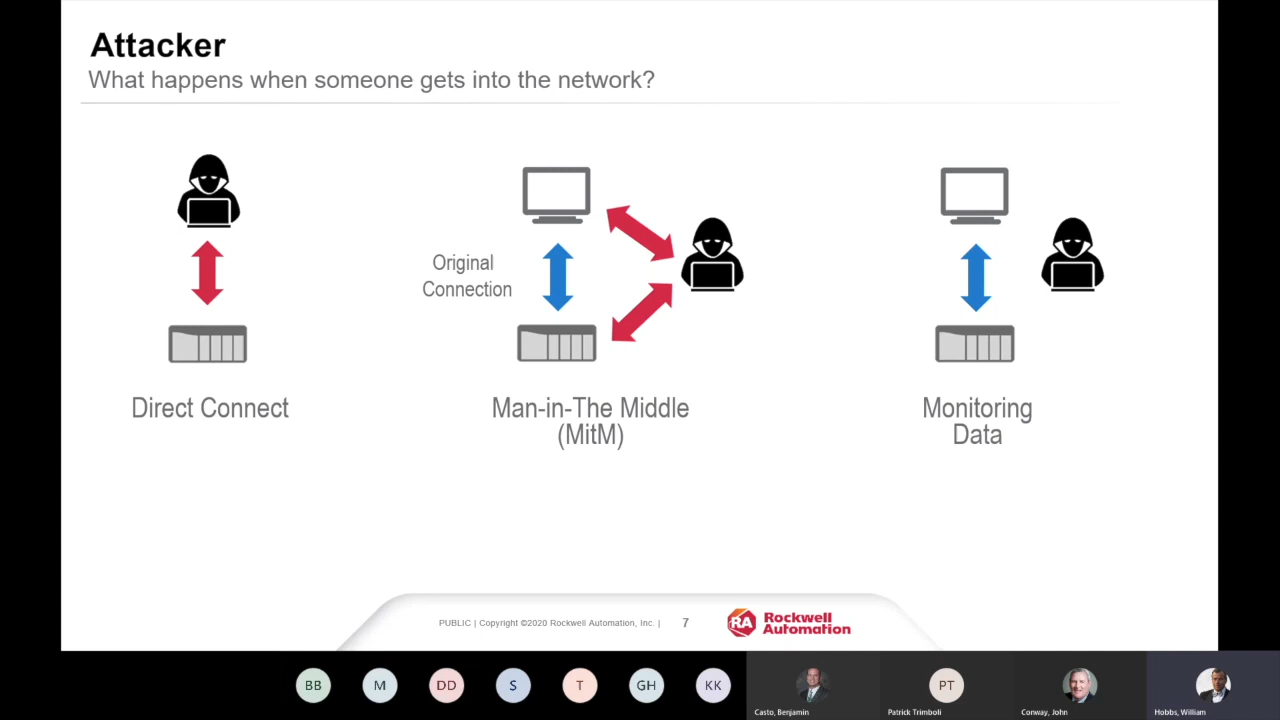 Attacker
What happens when someone gets into the network?
Original
Connection
Direct Connect
Man-in-The Middle
(MitM)
Monitoring
Data
PUBLIC | Copyright ©2020 Rockwell Automation, Inc. |
7
RA
Rockwell
Automation
BB
M
DD
S
T
GH
KK
PT
Casto, Benjamin
Patrick Trimboli
Conway, John
Hobbs, William